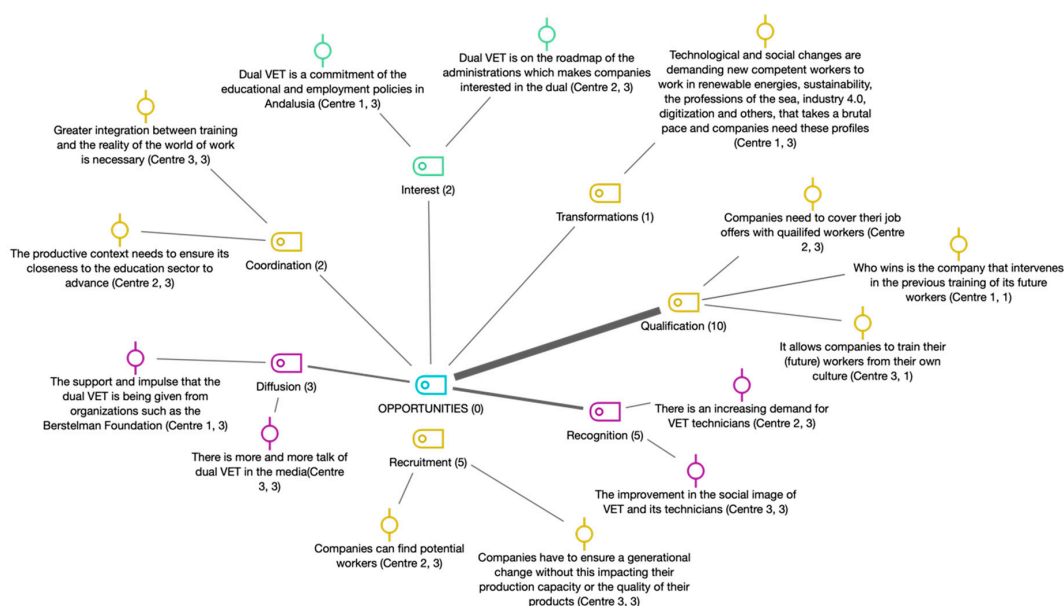 Dual VET is a commitment of the
educational and employment policies in
Andalusia (Centre 1, 3)
Dual VET is on the roadmap of the
administrations which makes companies
interested in the dual (Centre 2, 3)
Technological and social changes are
demanding new competent workers to
work in renewable energies, sustainability,
the professions of the sea, industry 4.0,
digitization and others, that takes a brutal
pace and companies need these profiles
(Centre 1, 3)
Greater integration between training
and the reality of the world of work
is necessary (Centre 3, 3)
Interest (2)
Transformations (1)
Companies need to cover theri job
offers with quailifed workers (Centre
2, 3)
The productive context needs to ensure its
closeness to the education sector to
advance (Centre 2, 3)
Coordination (2)
Who wins is the company that intervenes
in the previous training of its future
workers (Centre 1, 1)
Qualification (10)
It allows companies to train their
(future) workers from their own
culture (Centre 3, 1)
The support and impulse that the
dual VET is being given from
organizations such as the
Berstelman Foundation (Centre 1, 3)
Diffusion (3)
OPPORTUNITIES (0)
There is an increasing demand for
VET technicians (Centre 2, 3)
Recognition (5)
There is more and more talk of
dual VET in the media(Centre
3, 3)
Recruitment (5)
The improvement in the social image of
VET and its technicians (Centre 3, 3)
Companies can find potential
workers (Centre 2, 3)
Companies have to ensure a generational
change without this impacting their
production capacity or the quality of their
products (Centre 3, 3)